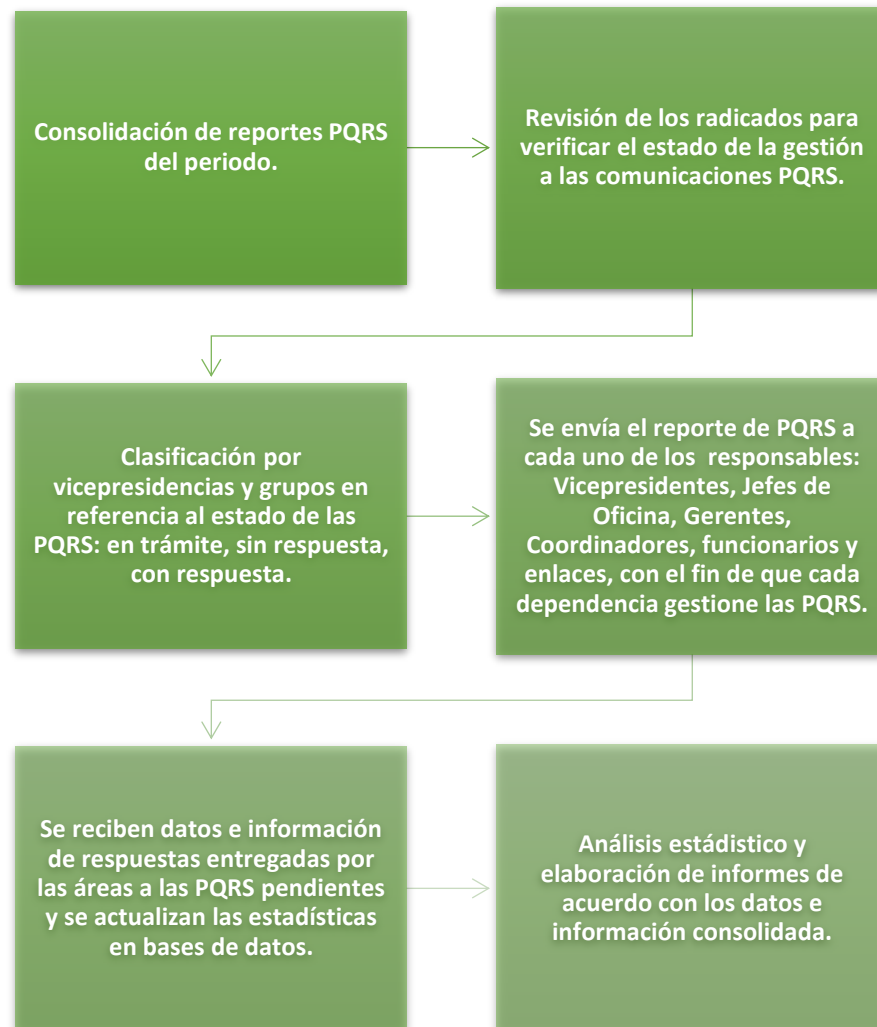 Consolidación de reportes PQRS
del periodo.
Revisión de los radicados para
verificar el estado de la gestión
a las comunicaciones PQRS.
Clasificación por
vicepresidencias y grupos en
referencia al estado de las
PQRS: en trámite, sin respuesta,
con respuesta.
Se envía el reporte de PQRS a
cada uno de los responsables:
Vicepresidentes, Jefes de
Oficina, Gerentes,
Coordinadores, funcionarios y
enlaces, con el fin de que cada
dependencia gestione las PQRS.
Se reciben datos e información
de respuestas entregadas por
las áreas a las PQRS pendientes
y se actualizan las estadísticas
en bases de datos.
Análisis estádistico y
elaboración de informes de
acuerdo con los datos e
información consolidada.